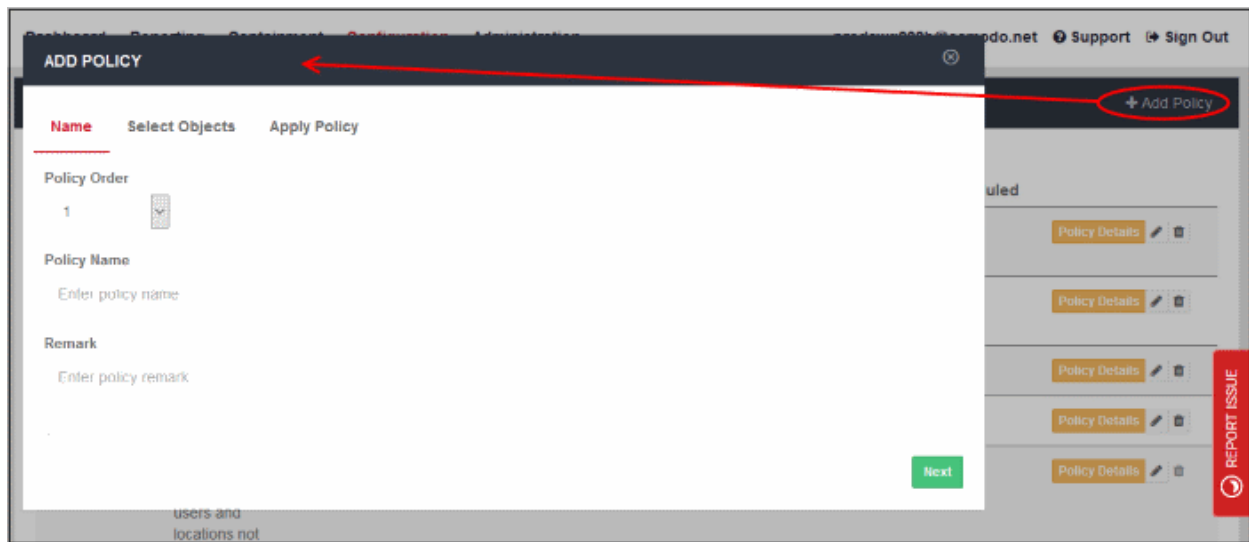 Support Sign Out
ADD POLICY
+ Add Policy
Name Select Objects Apply Policy
Policy Order
uled
1
Policy Details
Policy Name
Enter policy name
Policy Details
Remark
Policy Details
Enter policy remark
REPORT ISSUE
Policy Details
Next
Policy Details
users and
locations not